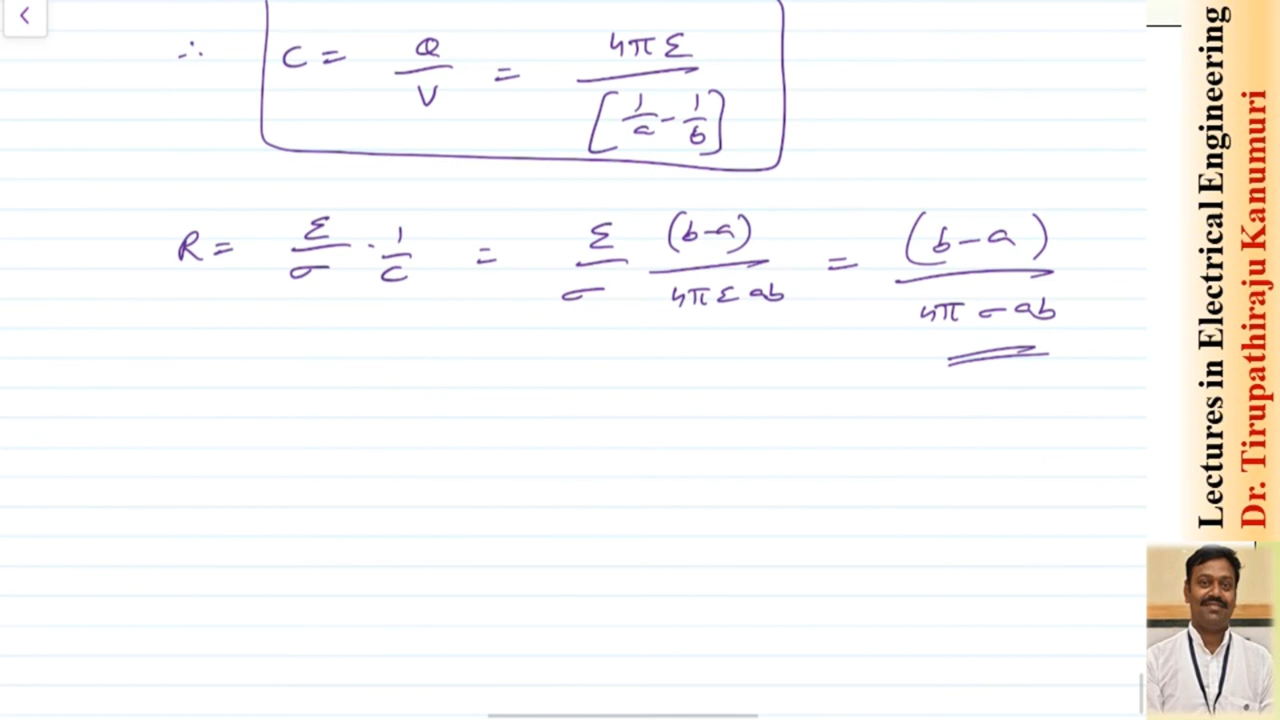 ∴ C = Q/V = 4πε/[1/a - 1/b]
R = ε/σ · 1/C = ε/σ (b-a)/4πεab = (b-a)/4πσab
Lectures in Electrical Engineering
Dr. Tirupathiraju Kanumuri